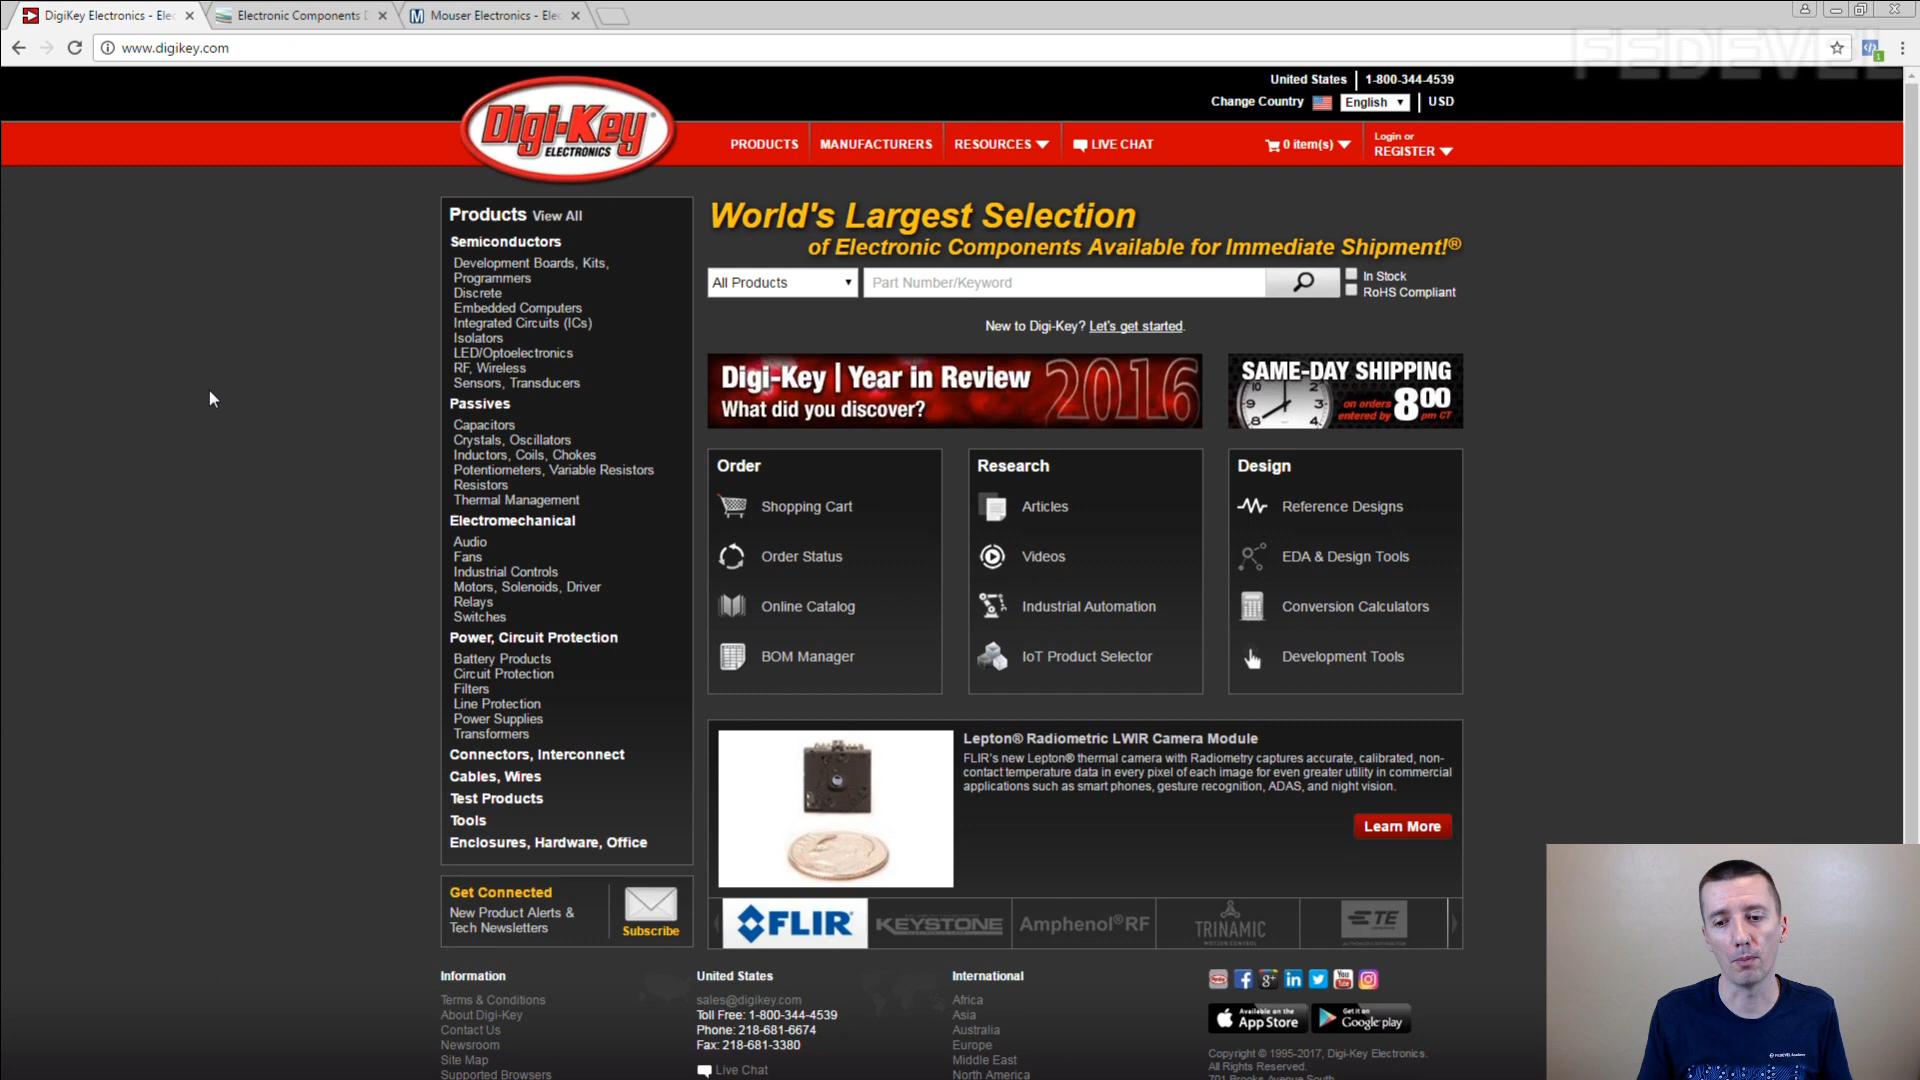 DigiKey Electronics - Elec
Electronic Components D
Mouser Electronics - Elec
www.digikey.com
FEDEVEL
United States | 1-800-344-4539
Change Country English USD
Digi-Key
ELECTRONICS
PRODUCTS
MANUFACTURERS
RESOURCES
LIVE CHAT
0 item(s)
Login or
REGISTER
Products View All
Semiconductors
Development Boards, Kits,
Programmers
Discrete
Embedded Computers
Integrated Circuits (ICs)
Isolators
LED/Optoelectronics
RF, Wireless
Sensors, Transducers
Passives
Capacitors
Crystals, Oscillators
Inductors, Coils, Chokes
Potentiometers, Variable Resistors
Resistors
Thermal Management
Electromechanical
Audio
Fans
Industrial Controls
Motors, Solenoids, Driver
Relays
Switches
Power, Circuit Protection
Battery Products
Circuit Protection
Filters
Line Protection
Power Supplies
Transformers
Connectors, Interconnect
Cables, Wires
Test Products
Tools
Enclosures, Hardware, Office
Get Connected
New Product Alerts &
Tech Newsletters
Subscribe
World's Largest Selection
of Electronic Components Available for Immediate Shipment!®
All Products
Part Number/Keyword
In Stock
RoHS Compliant
New to Digi-Key? Let's get started.
Digi-Key | Year in Review 2016
What did you discover?
SAME-DAY SHIPPING
on orders
entered by 8:00 pm CT
Order
Shopping Cart
Order Status
Online Catalog
BOM Manager
Research
Articles
Videos
Industrial Automation
IoT Product Selector
Design
Reference Designs
EDA & Design Tools
Conversion Calculators
Development Tools
Lepton® Radiometric LWIR Camera Module
FLIR's new Lepton® thermal camera with Radiometry captures accurate, calibrated, non-
contact temperature data in every pixel of each image for even greater utility in commercial
applications such as smart phones, gesture recognition, ADAS, and night vision.
Learn More
FLIR
KEYSTONE
Amphenol®RF
TRINAMIC
MOTION CONTROL
TE
Information
Terms & Conditions
About Digi-Key
Contact Us
Newsroom
Site Map
Supported Browsers
United States
sales@digikey.com
Toll Free: 1-800-344-4539
Phone: 218-681-6674
Fax: 218-681-3380
Live Chat
International
Africa
Asia
Australia
Europe
Middle East
North America
Available on the
App Store
Get it on
Google play
Copyright © 1995-2017, Digi-Key Electronics.
All Rights Reserved.
701 Brooks Avenue South
FEDEVEL Academy